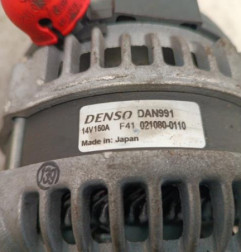 DENSO DAN991
14V150A F41 021080-0110
Made in: Japan